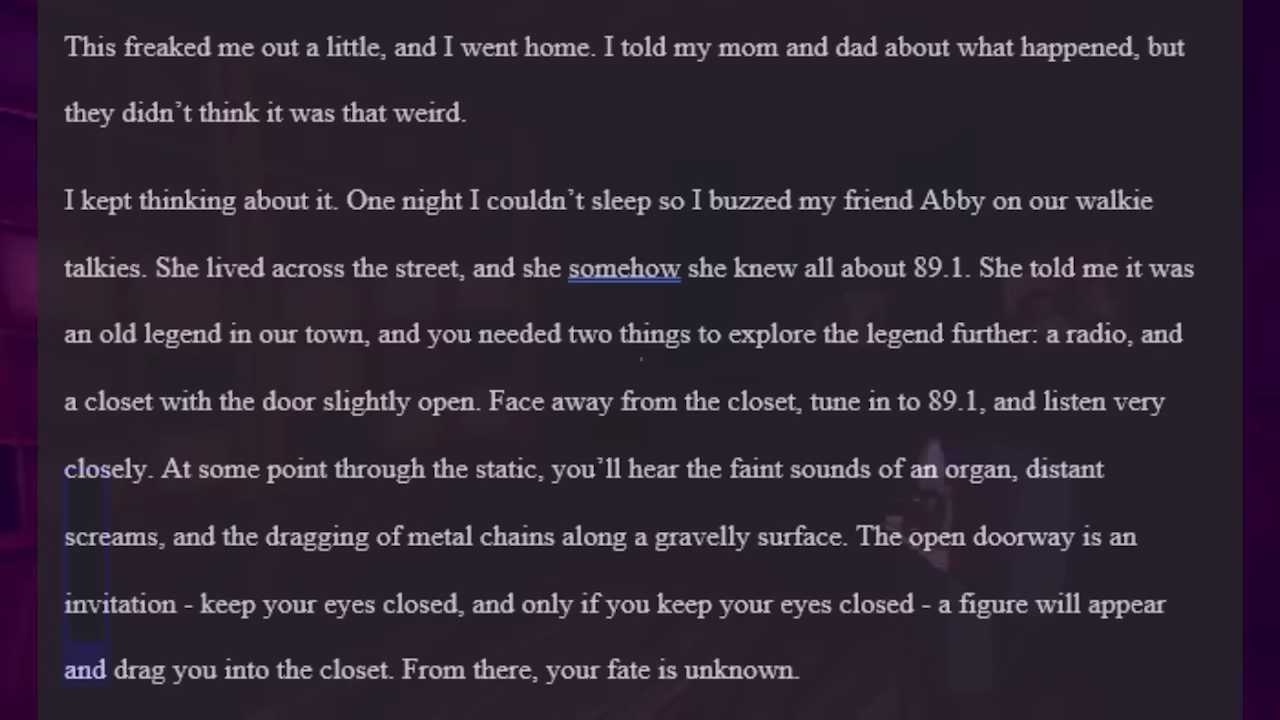 This freaked me out a little, and I went home. I told my mom and dad about what happened, but
they didn’t think it was that weird.
I kept thinking about it. One night I couldn’t sleep so I buzzed my friend Abby on our walkie
talkies. She lived across the street, and she somehow she knew all about 89.1. She told me it was
an old legend in our town, and you needed two things to explore the legend further: a radio, and
a closet with the door slightly open. Face away from the closet, tune in to 89.1, and listen very
closely. At some point through the static, you’ll hear the faint sounds of an organ, distant
screams, and the dragging of metal chains along a gravelly surface. The open doorway is an
invitation - keep your eyes closed, and only if you keep your eyes closed - a figure will appear
and drag you into the closet. From there, your fate is unknown.